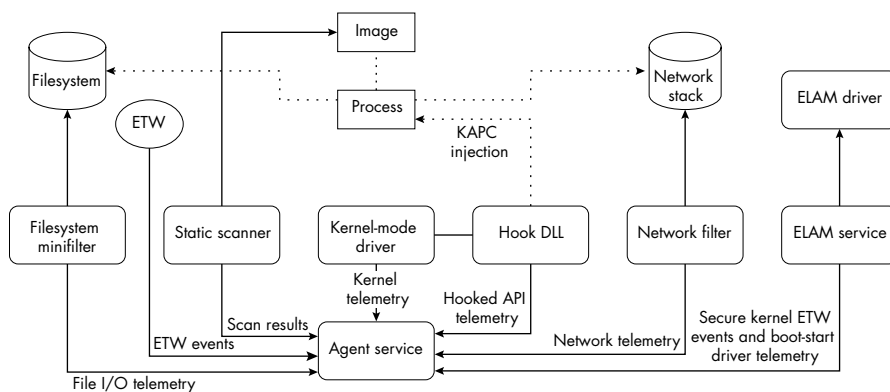 Image
Filesystem
Process
Network
stack
ELAM driver
ETW
KAPC
injection
Filesystem
minifilter
Static scanner
Kernel-mode
driver
Hook DLL
Network filter
ELAM service
Kernel
telemetry
Hooked API
telemetry
Secure kernel ETW
events and boot-start
driver telemetry
Scan results
ETW events
Agent service
Network telemetry
File I/O telemetry